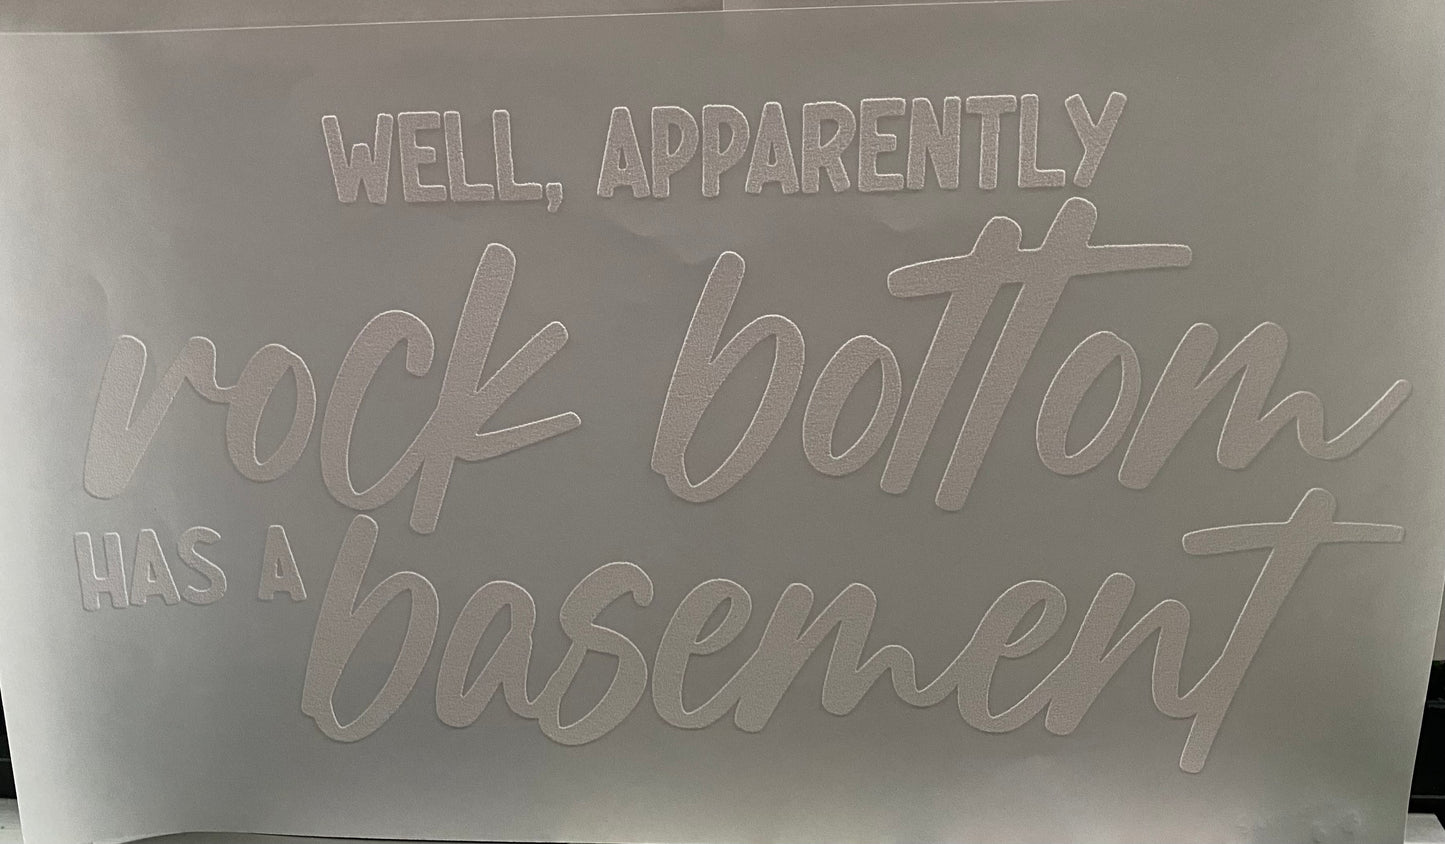 WELL, APPARENTLY
rock bottom
HAS A basement